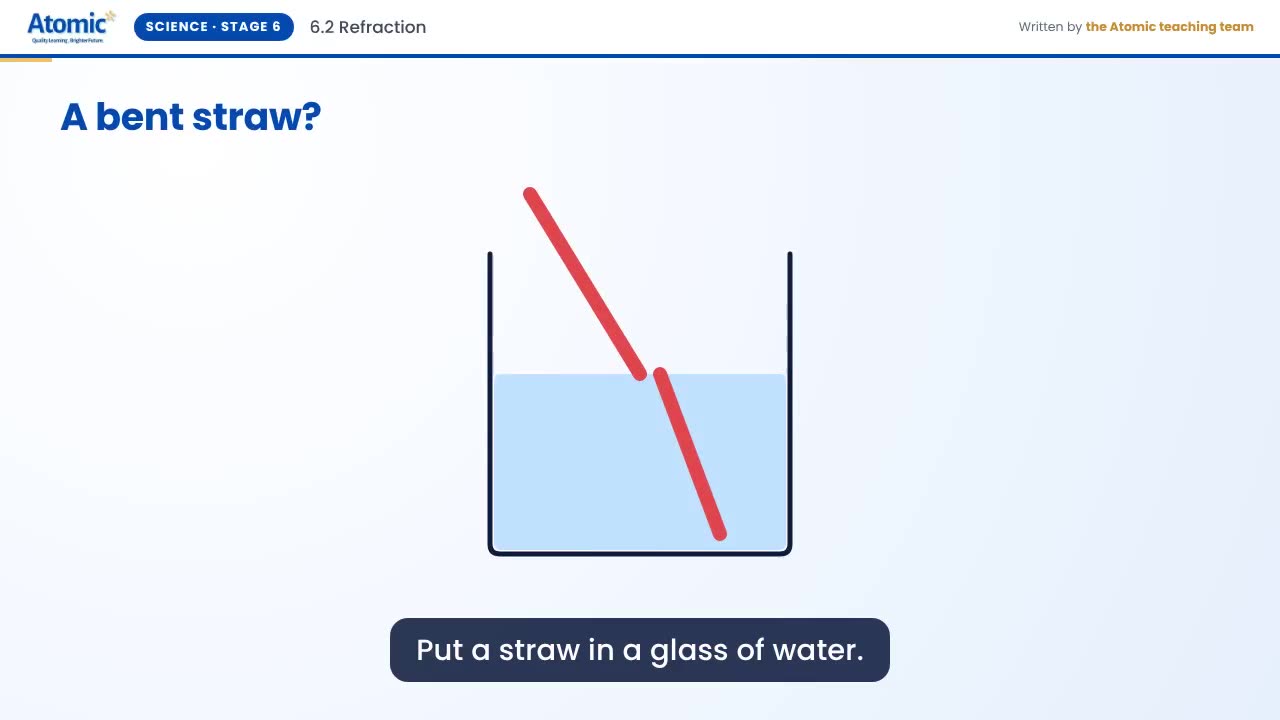 Atomic
Quality Learning. Brighter Future.
SCIENCE · STAGE 6
6.2 Refraction
Written by the Atomic teaching team
A bent straw?
Put a straw in a glass of water.